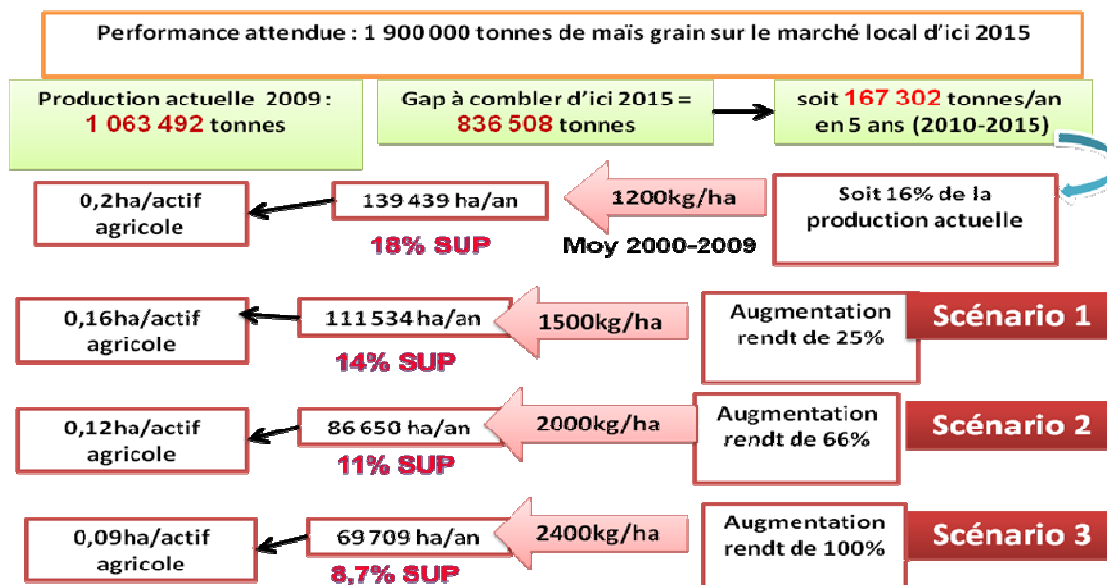 Performance attendue : 1 900 000 tonnes de maïs grain sur le marché local d'ici 2015
Production actuelle 2009 :
1 063 492 tonnes
Gap à combler d'ici 2015 =
836 508 tonnes
soit 167 302 tonnes/an
en 5 ans (2010-2015)
0,2ha/actif
agricole
139 439 ha/an
18% SUP
1200kg/ha
Moy 2000-2009
Soit 16% de la
production actuelle
0,16ha/actif
agricole
111 534 ha/an
14% SUP
1500kg/ha
Augmentation
rendt de 25%
Scénario 1
0,12ha/actif
agricole
86 650 ha/an
11% SUP
2000kg/ha
Augmentation
rendt de 66%
Scénario 2
0,09ha/actif
agricole
69 709 ha/an
8,7% SUP
2400kg/ha
Augmentation
rendt de 100%
Scénario 3